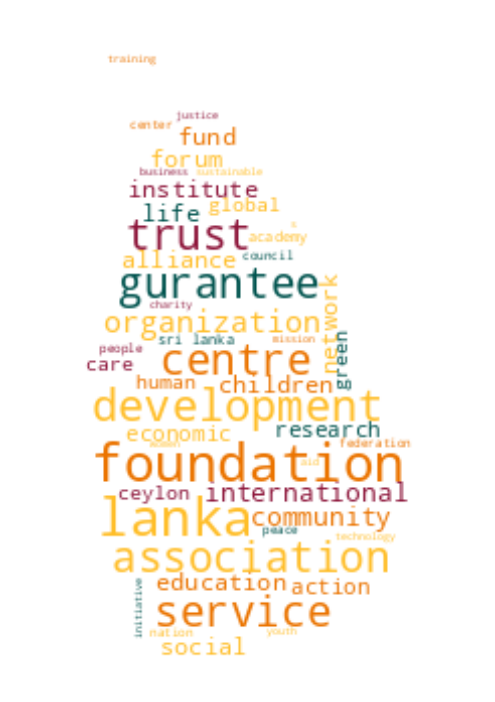 training
justice
center
fund
forum
business sustainable
institute
life global
trust academy
c
alliance council
gurantee
charity
network
organization
sri lanka mission
green
people centre
care
human children
development
economic research
women federation
foundation
aid
ceylon international
lanka community
peace
technology
association
education action
initiative
service
nation youth
social